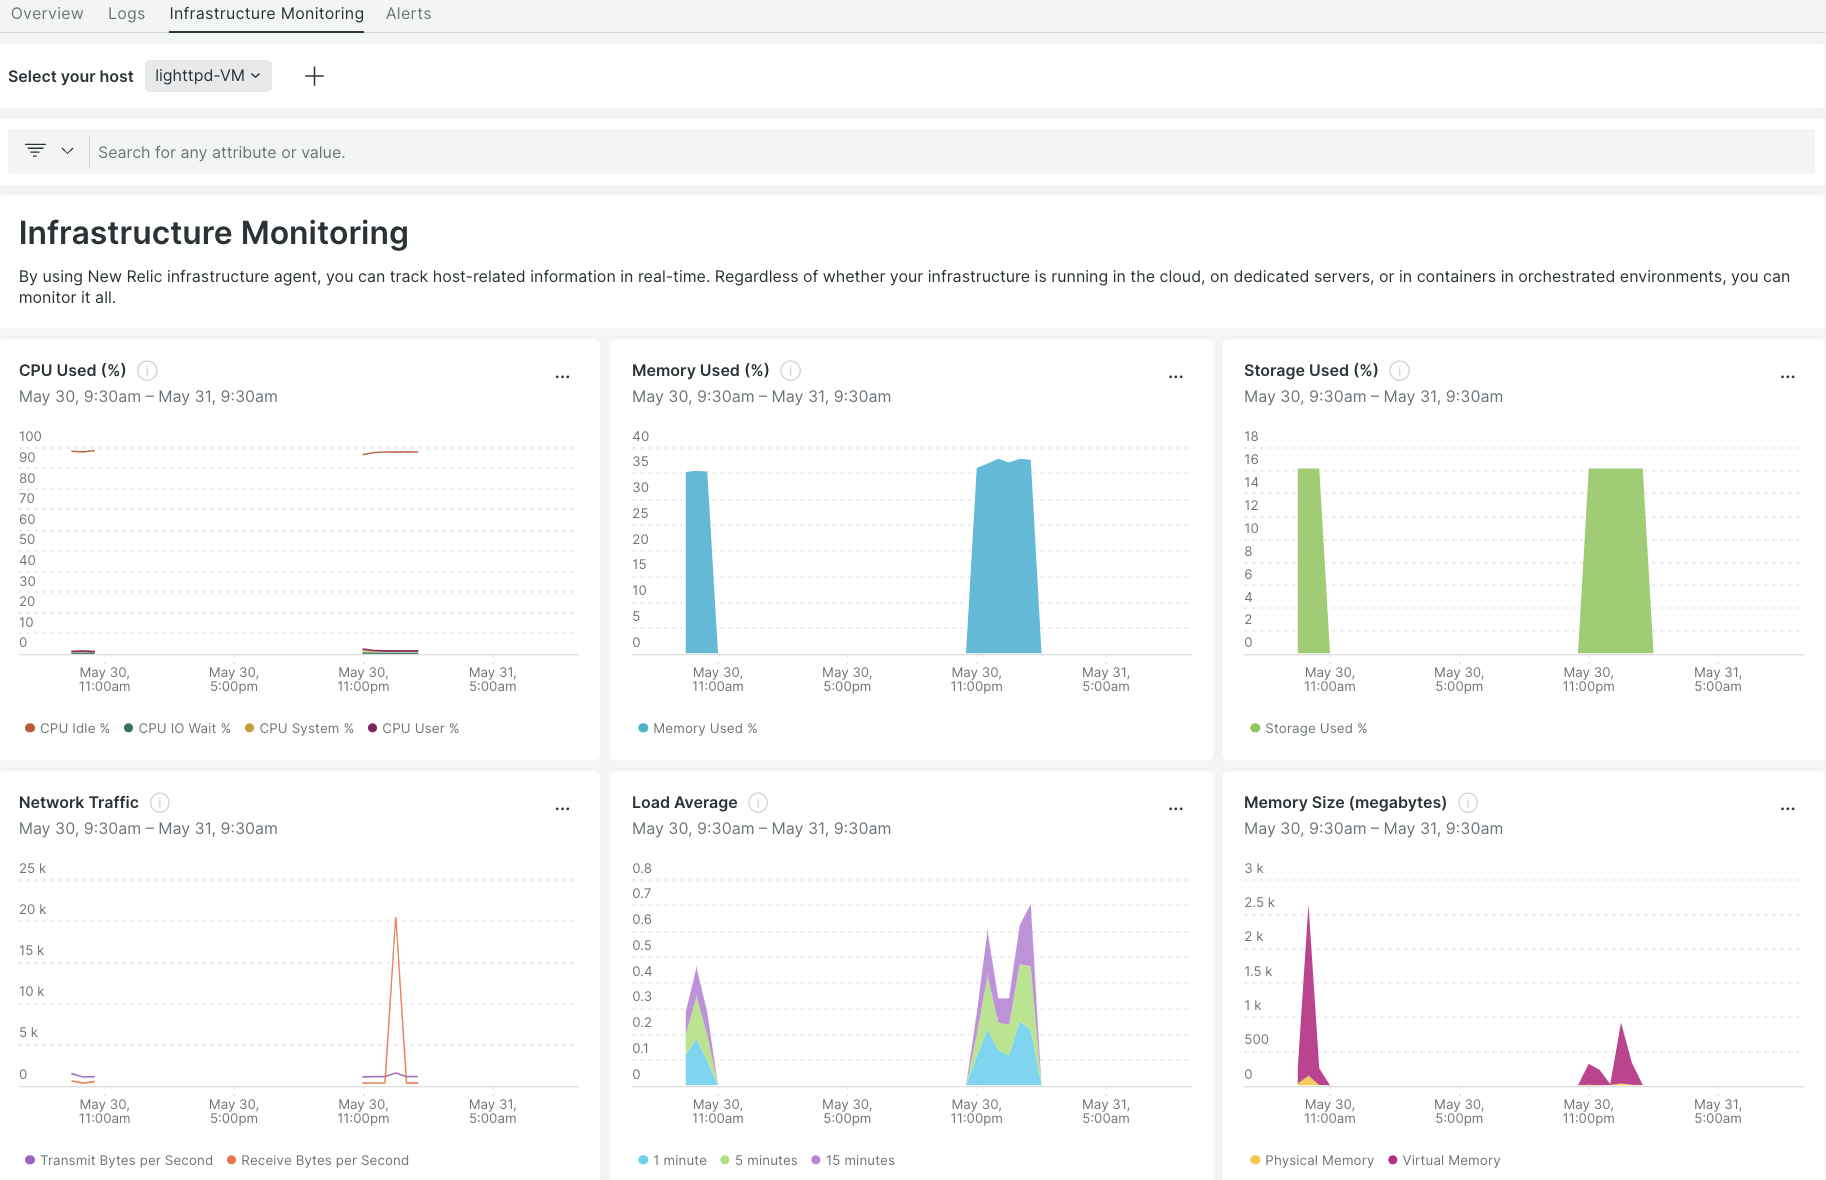 Overview Logs Infrastructure Monitoring Alerts
Select your host lighttpd-VM
Search for any attribute or value.
Infrastructure Monitoring
By using New Relic infrastructure agent, you can track host-related information in real-time. Regardless of whether your infrastructure is running in the cloud, on dedicated servers, or in containers in orchestrated environments, you can
monitor it all.
CPU Used (%)
May 30, 9:30am – May 31, 9:30am
100
90
80
70
60
50
40
30
20
10
0
May 30,
11:00am
May 30,
5:00pm
May 30,
11:00pm
May 31,
5:00am
CPU Idle % CPU IO Wait % CPU System % CPU User %
Memory Used (%)
May 30, 9:30am – May 31, 9:30am
40
35
30
25
20
15
10
5
0
May 30,
11:00am
May 30,
5:00pm
May 30,
11:00pm
May 31,
5:00am
Memory Used %
Storage Used (%)
May 30, 9:30am – May 31, 9:30am
18
16
14
12
10
8
6
4
2
0
May 30,
11:00am
May 30,
5:00pm
May 30,
11:00pm
May 31,
5:00am
Storage Used %
Network Traffic
May 30, 9:30am – May 31, 9:30am
25 k
20 k
15 k
10 k
5 k
0
May 30,
11:00am
May 30,
5:00pm
May 30,
11:00pm
May 31,
5:00am
Transmit Bytes per Second Receive Bytes per Second
Load Average
May 30, 9:30am – May 31, 9:30am
0.8
0.7
0.6
0.5
0.4
0.3
0.2
0.1
0
May 30,
11:00am
May 30,
5:00pm
May 30,
11:00pm
May 31,
5:00am
1 minute 5 minutes 15 minutes
Memory Size (megabytes)
May 30, 9:30am – May 31, 9:30am
3 k
2.5 k
2 k
1.5 k
1 k
500
0
May 30,
11:00am
May 30,
5:00pm
May 30,
11:00pm
May 31,
5:00am
Physical Memory Virtual Memory